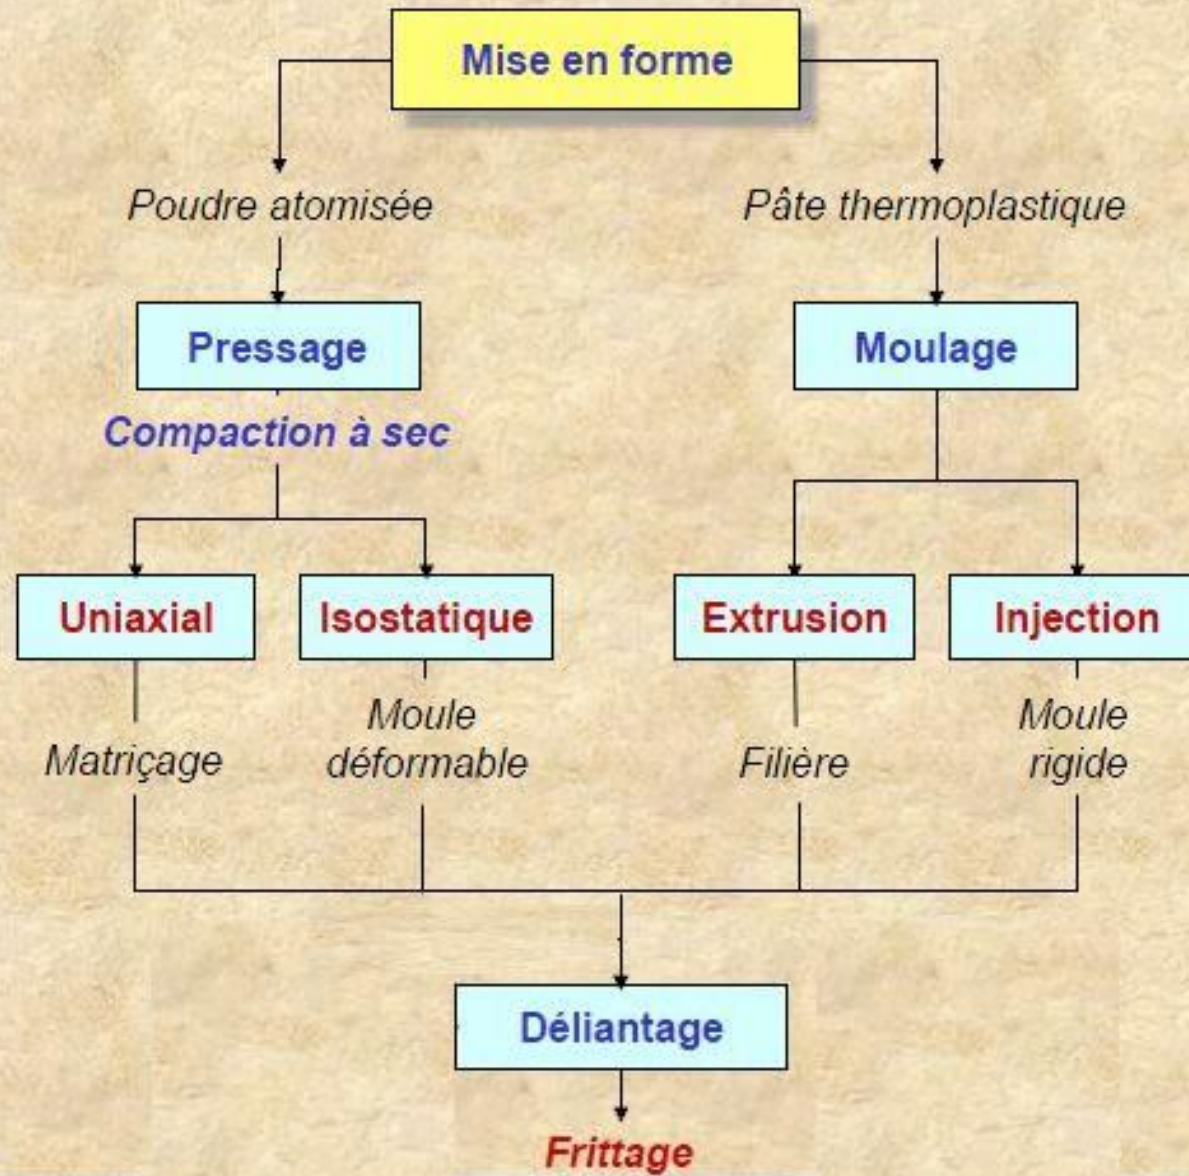 Mise en forme
Poudre atomisée
Pâte thermoplastique
Pressage
Moulage
Compaction à sec
Uniaxial
Isostatique
Extrusion
Injection
Matriçage
Moule
déformable
Filière
Moule
rigide
Déliantage
Frittage